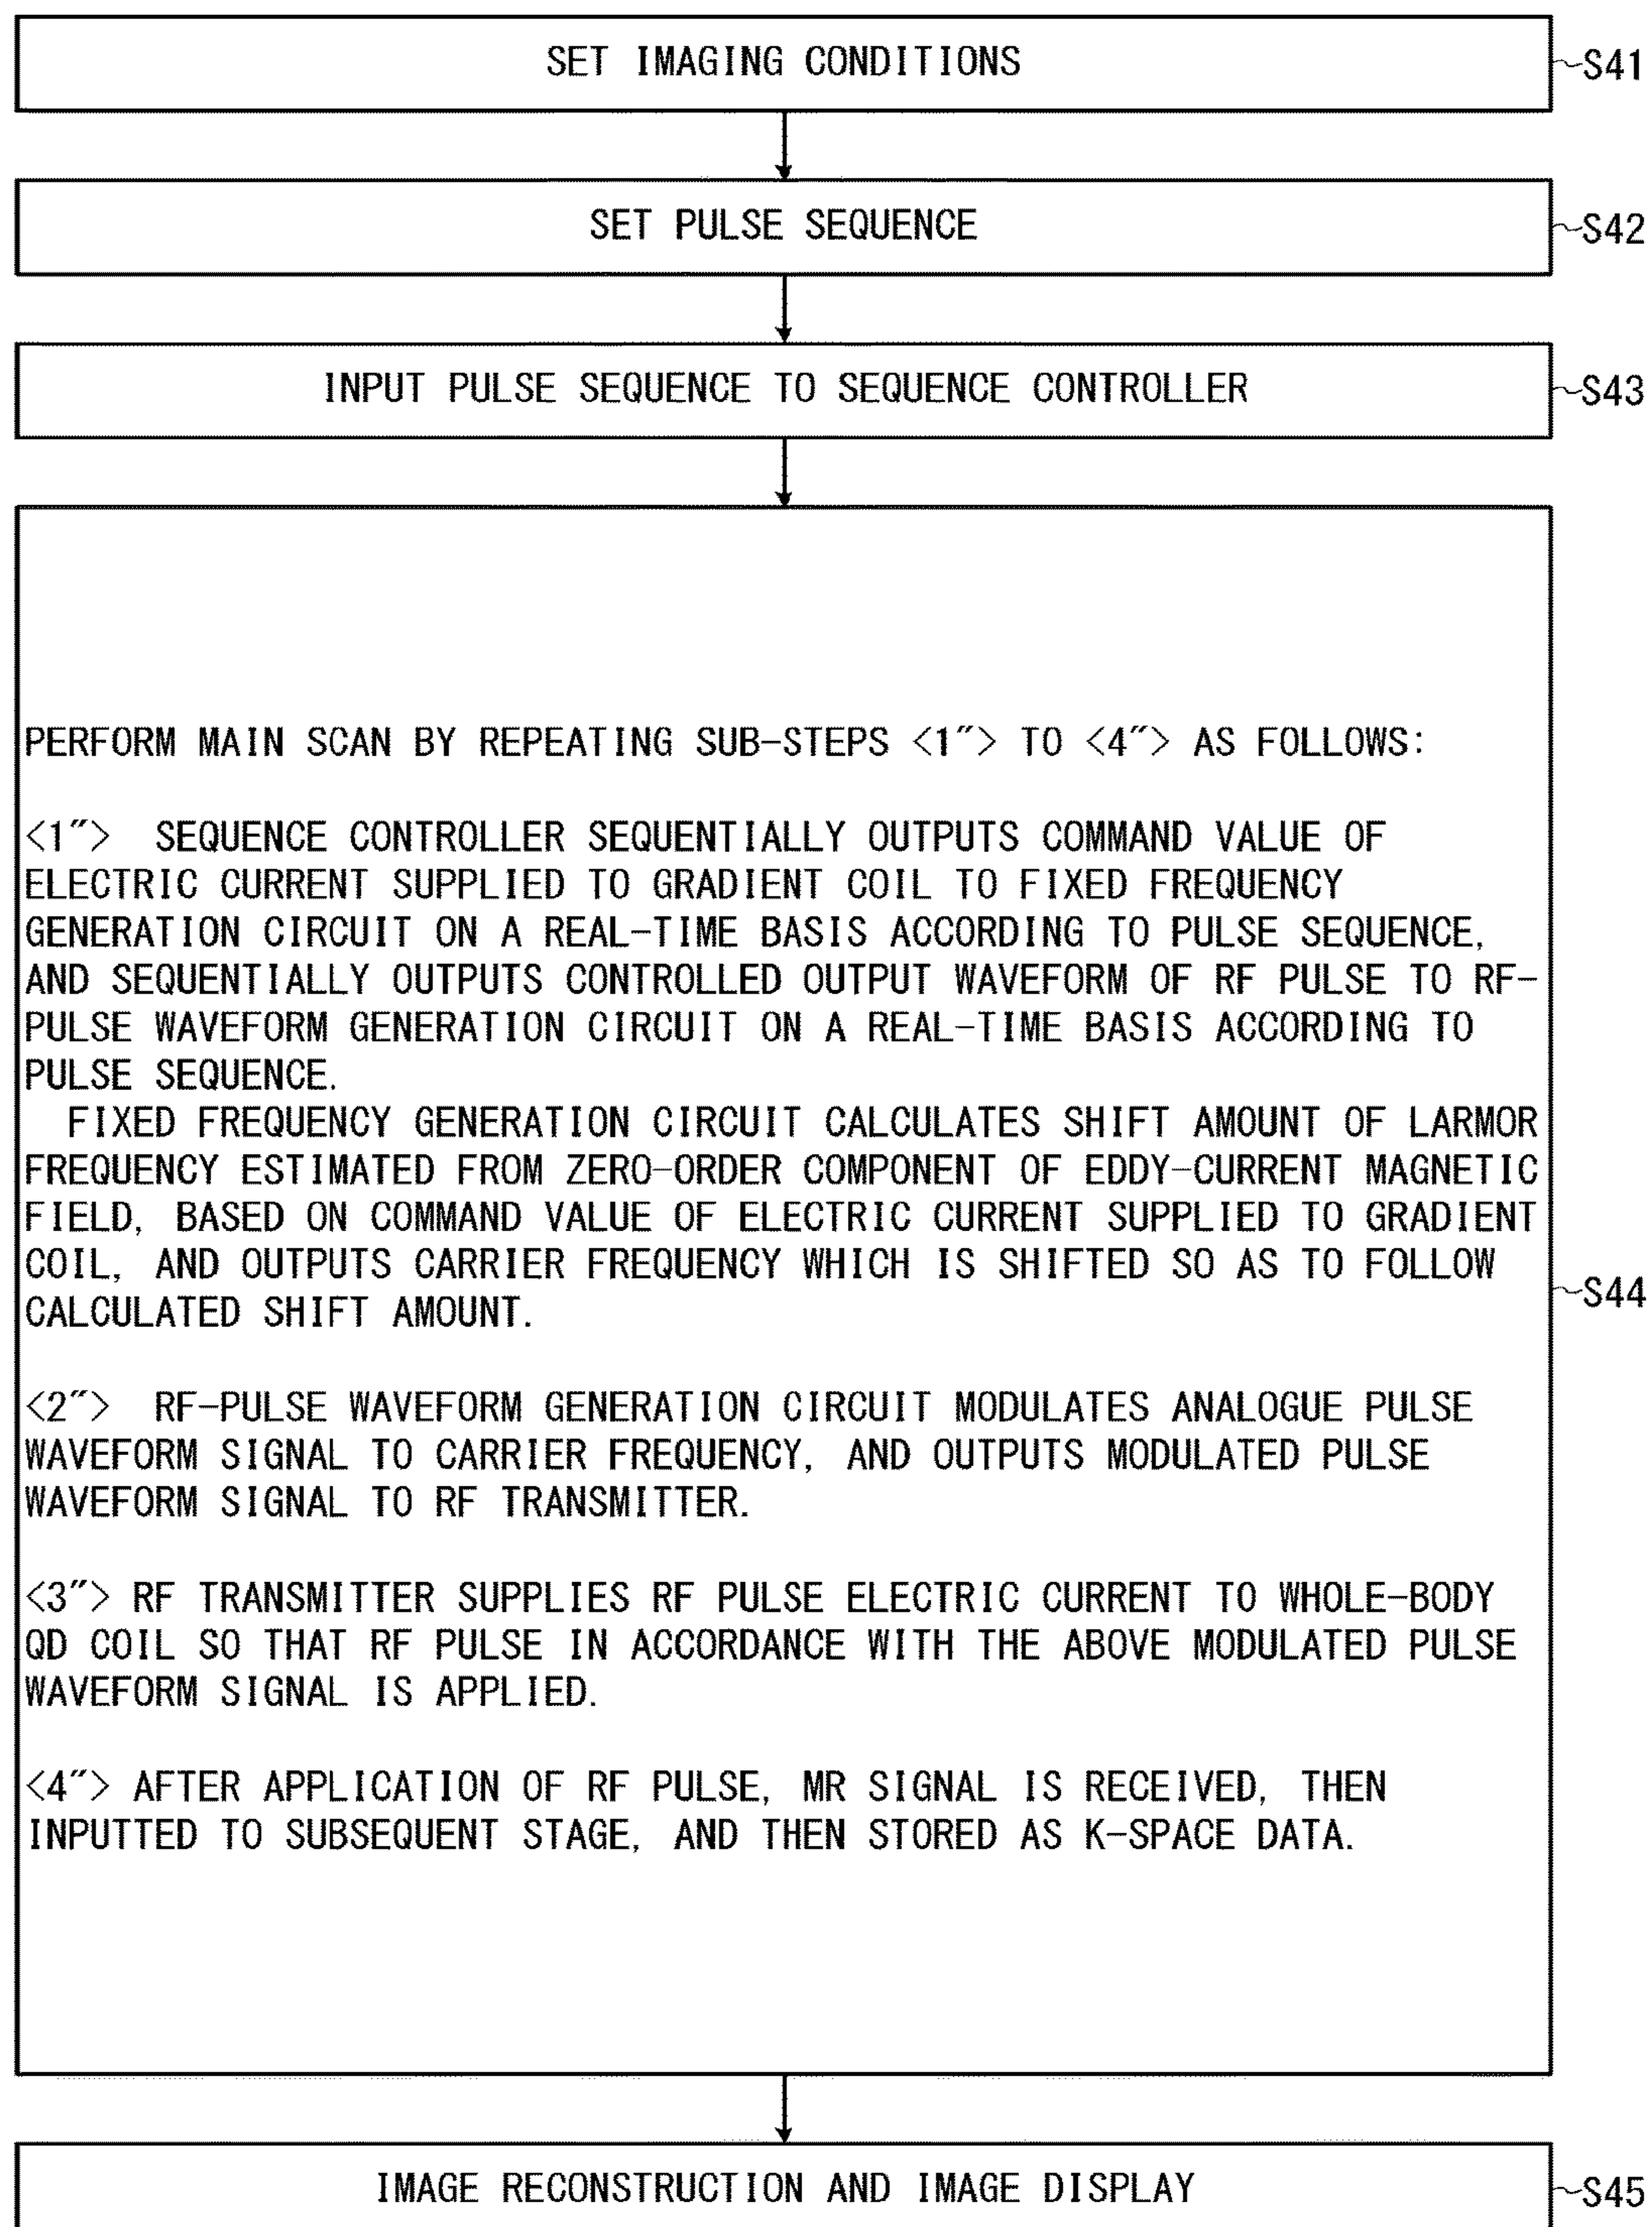 SET IMAGING CONDITIONS
S41
SET PULSE SEQUENCE
S42
INPUT PULSE SEQUENCE TO SEQUENCE CONTROLLER
S43
PERFORM MAIN SCAN BY REPEATING SUB-STEPS <1″> TO <4″> AS FOLLOWS:
<1″> SEQUENCE CONTROLLER SEQUENTIALLY OUTPUTS COMMAND VALUE OF
ELECTRIC CURRENT SUPPLIED TO GRADIENT COIL TO FIXED FREQUENCY
GENERATION CIRCUIT ON A REAL-TIME BASIS ACCORDING TO PULSE SEQUENCE,
AND SEQUENTIALLY OUTPUTS CONTROLLED OUTPUT WAVEFORM OF RF PULSE TO RF-
PULSE WAVEFORM GENERATION CIRCUIT ON A REAL-TIME BASIS ACCORDING TO
PULSE SEQUENCE.
FIXED FREQUENCY GENERATION CIRCUIT CALCULATES SHIFT AMOUNT OF LARMOR
FREQUENCY ESTIMATED FROM ZERO-ORDER COMPONENT OF EDDY-CURRENT MAGNETIC
FIELD, BASED ON COMMAND VALUE OF ELECTRIC CURRENT SUPPLIED TO GRADIENT
COIL, AND OUTPUTS CARRIER FREQUENCY WHICH IS SHIFTED SO AS TO FOLLOW
CALCULATED SHIFT AMOUNT.
S44
<2″> RF-PULSE WAVEFORM GENERATION CIRCUIT MODULATES ANALOGUE PULSE
WAVEFORM SIGNAL TO CARRIER FREQUENCY, AND OUTPUTS MODULATED PULSE
WAVEFORM SIGNAL TO RF TRANSMITTER.
<3″> RF TRANSMITTER SUPPLIES RF PULSE ELECTRIC CURRENT TO WHOLE-BODY
QD COIL SO THAT RF PULSE IN ACCORDANCE WITH THE ABOVE MODULATED PULSE
WAVEFORM SIGNAL IS APPLIED.
<4″> AFTER APPLICATION OF RF PULSE, MR SIGNAL IS RECEIVED, THEN
INPUTTED TO SUBSEQUENT STAGE, AND THEN STORED AS K-SPACE DATA.
IMAGE RECONSTRUCTION AND IMAGE DISPLAY
S45